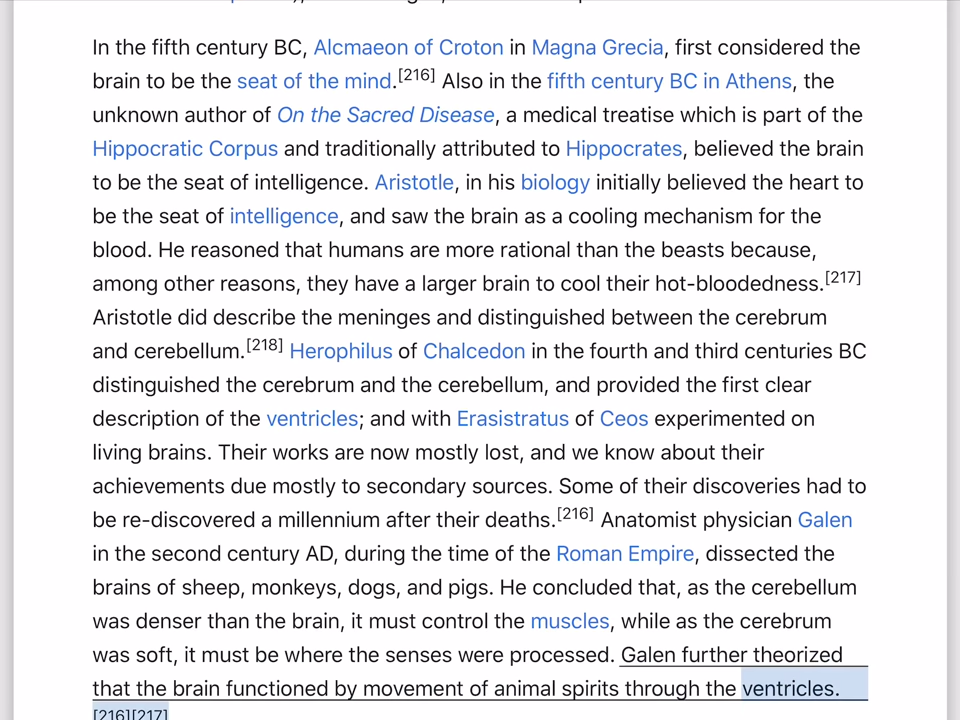 In the fifth century BC, Alcmaeon of Croton in Magna Grecia, first considered the
brain to be the seat of the mind.[216] Also in the fifth century BC in Athens, the
unknown author of On the Sacred Disease, a medical treatise which is part of the
Hippocratic Corpus and traditionally attributed to Hippocrates, believed the brain
to be the seat of intelligence. Aristotle, in his biology initially believed the heart to
be the seat of intelligence, and saw the brain as a cooling mechanism for the
blood. He reasoned that humans are more rational than the beasts because,
among other reasons, they have a larger brain to cool their hot-bloodedness.[217]
Aristotle did describe the meninges and distinguished between the cerebrum
and cerebellum.[218] Herophilus of Chalcedon in the fourth and third centuries BC
distinguished the cerebrum and the cerebellum, and provided the first clear
description of the ventricles; and with Erasistratus of Ceos experimented on
living brains. Their works are now mostly lost, and we know about their
achievements due mostly to secondary sources. Some of their discoveries had to
be re-discovered a millennium after their deaths.[216] Anatomist physician Galen
in the second century AD, during the time of the Roman Empire, dissected the
brains of sheep, monkeys, dogs, and pigs. He concluded that, as the cerebellum
was denser than the brain, it must control the muscles, while as the cerebrum
was soft, it must be where the senses were processed. Galen further theorized
that the brain functioned by movement of animal spirits through the ventricles.
[216][217]